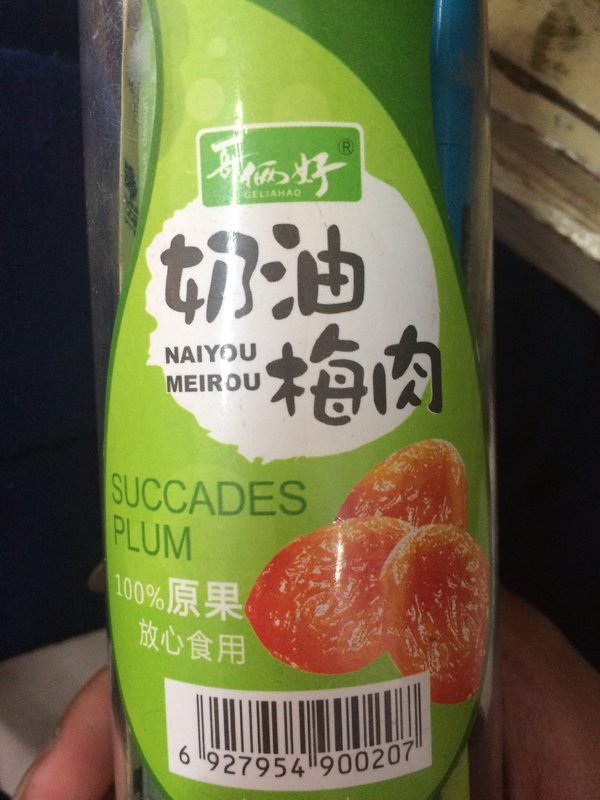 哥俩好®
GELIAHAO
奶油
NAIYOU
MEIROU
梅肉
SUCCADES
PLUM
100%原果
放心食用
6 927954 900207